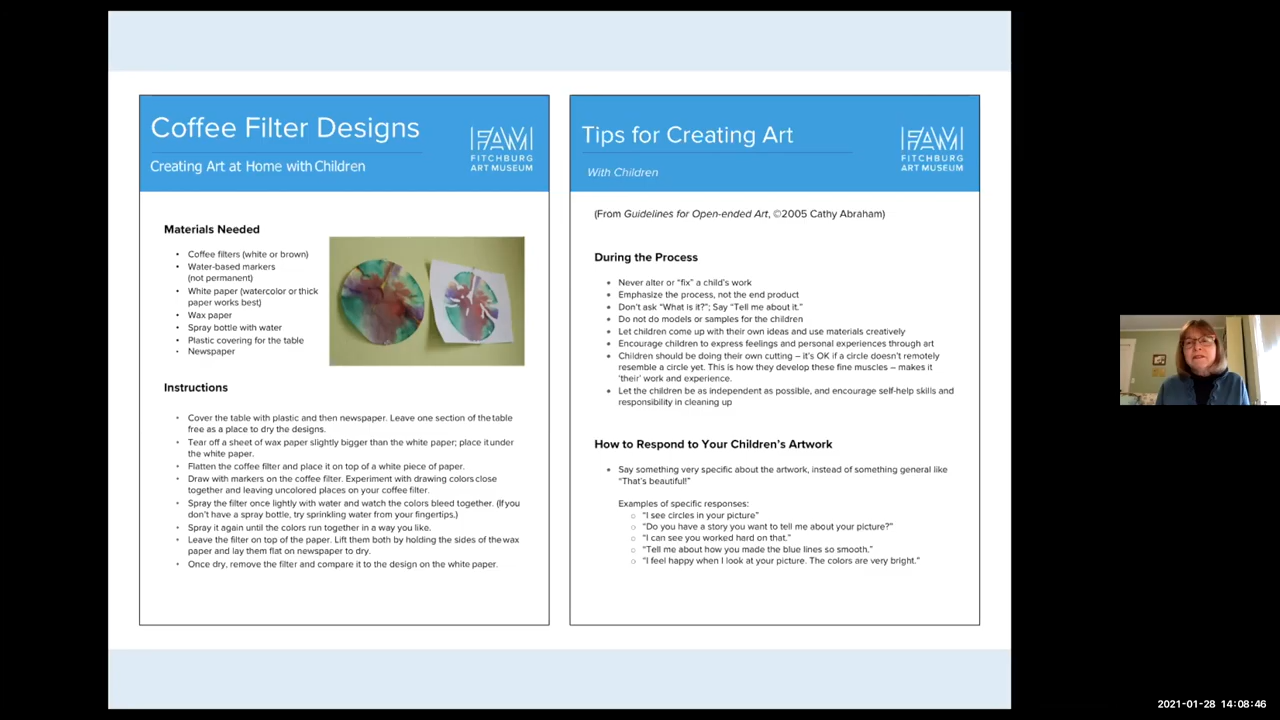 Coffee Filter Designs
Creating Art at Home with Children
FAM
FITCHBURG
ART MUSEUM
Materials Needed
• Coffee filters (white or brown)
• Water-based markers
(not permanent)
• White paper (watercolor or thick
paper works best)
• Wax paper
• Spray bottle with water
• Plastic covering for the table
• Newspaper
Instructions
• Cover the table with plastic and then newspaper. Leave one section of the table
free as a place to dry the designs.
• Tear off a sheet of wax paper slightly bigger than the white paper; place it under
the white paper.
• Flatten the coffee filter and place it on top of a white piece of paper.
• Draw with markers on the coffee filter. Experiment with drawing colors close
together and leaving uncolored places on your coffee filter.
• Spray the filter once lightly with water and watch the colors bleed together. (If you
don't have a spray bottle, try sprinkling water from your fingertips.)
• Spray it again until the colors run together in a way you like.
• Leave the filter on top of the paper. Lift them both by holding the sides of the wax
paper and lay them flat on newspaper to dry.
• Once dry, remove the filter and compare it to the design on the white paper.
Tips for Creating Art
With Children
FAM
FITCHBURG
ART MUSEUM
(From Guidelines for Open-ended Art, ©2005 Cathy Abraham)
During the Process
• Never alter or “fix” a child's work
• Emphasize the process, not the end product
• Don't ask “What is it?”; Say “Tell me about it.”
• Do not do models or samples for the children
• Let children come up with their own ideas and use materials creatively
• Encourage children to express feelings and personal experiences through art
• Children should be doing their own cutting – it's OK if a circle doesn't remotely
resemble a circle yet. This is how they develop these fine muscles – makes it
‘their’ work and experience.
• Let the children be as independent as possible, and encourage self-help skills and
responsibility in cleaning up
How to Respond to Your Children's Artwork
• Say something very specific about the artwork, instead of something general like
“That's beautiful!”
Examples of specific responses:
○ “I see circles in your picture”
○ “Do you have a story you want to tell me about your picture?”
○ “I can see you worked hard on that.”
○ “Tell me about how you made the blue lines so smooth.”
○ “I feel happy when I look at your picture. The colors are very bright.”
2021-01-28 14:08:46